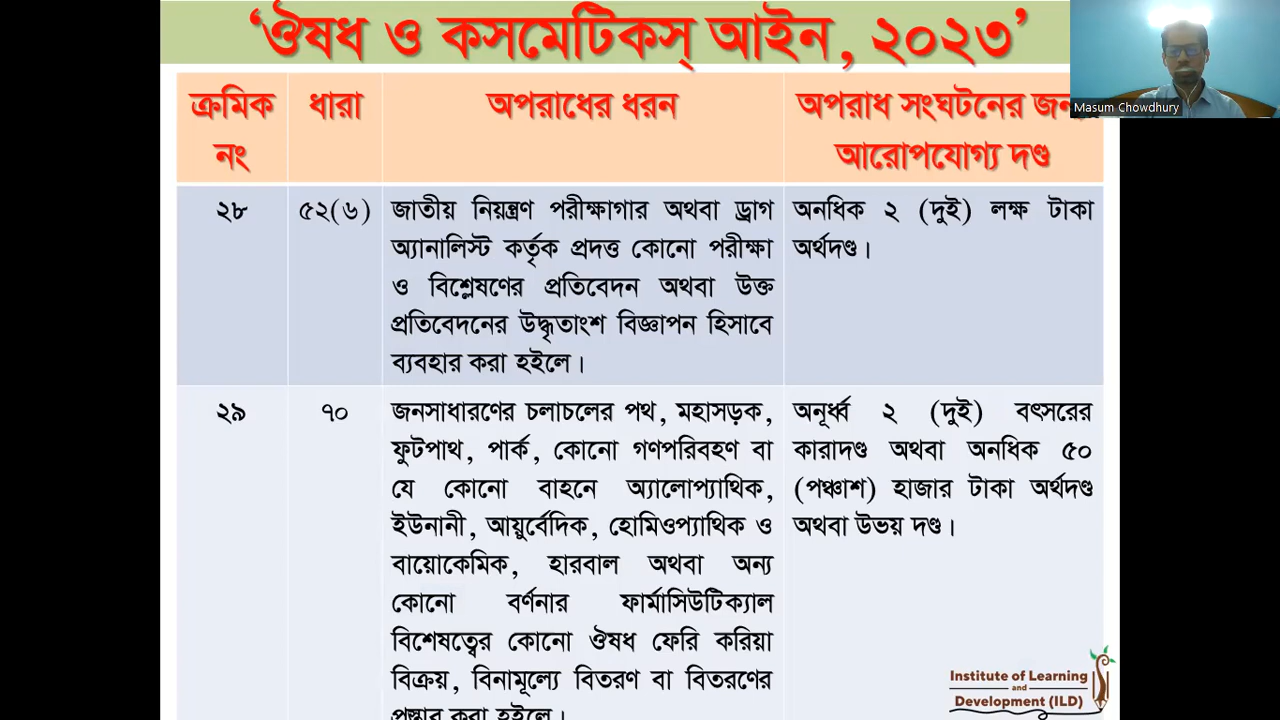 ‘ঔষধ ও কসমেটিকস্ আইন, ২০২৩’
Masum Chowdhury
ক্রমিক নং
ধারা
অপরাধের ধরন
অপরাধ সংঘটনের
আরোপযোগ্য দণ্ড
২৮
৫২(৬)
জাতীয় নিয়ন্ত্রণ পরীক্ষাগার অথবা ড্রাগ
অ্যানালিস্ট কর্তৃক প্রদত্ত কোনো পরীক্ষা
ও বিশ্লেষণের প্রতিবেদন অথবা উক্ত
প্রতিবেদনের উদ্ধৃতাংশ বিজ্ঞাপন হিসাবে
ব্যবহার করা হইলে।
অনধিক ২ (দুই) লক্ষ টাকা
অর্থদণ্ড।
২৯
৭০
জনসাধারণের চলাচলের পথ, মহাসড়ক,
ফুটপাথ, পার্ক, কোনো গণপরিবহণ বা
যে কোনো বাহনে অ্যালোপ্যাথিক,
ইউনানী, আয়ুর্বেদিক, হোমিওপ্যাথিক ও
বায়োকেমিক, হারবাল অথবা অন্য
কোনো বর্ণনার ফার্মাসিউটিক্যাল
বিশেষত্বের কোনো ঔষধ ফেরি করিয়া
বিক্রয়, বিনামূল্যে বিতরণ বা বিতরণের
করা হইলে।
অনূর্ধ্ব ২ (দুই) বৎসরের
কারাদণ্ড অথবা অনধিক ৫০
(পঞ্চাশ) হাজার টাকা অর্থদণ্ড
অথবা উভয় দণ্ড।
Institute of Learning
and
Development (ILD)